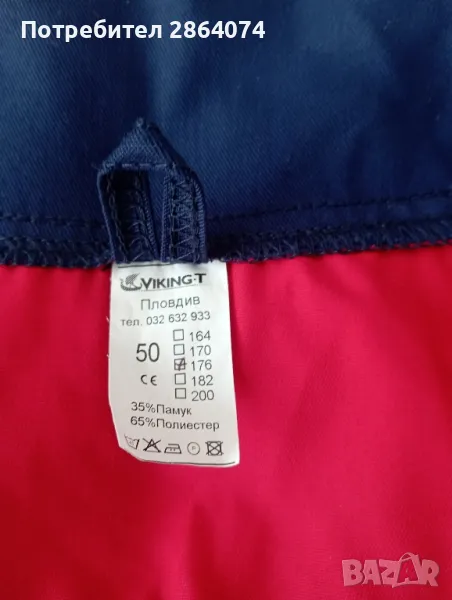 Потребител 2864074
VIKING-T
Пловдив
тел. 032 632 933
164
50 170
176
CE 182
200
35%Памук
65%Полиестер
BAZAR